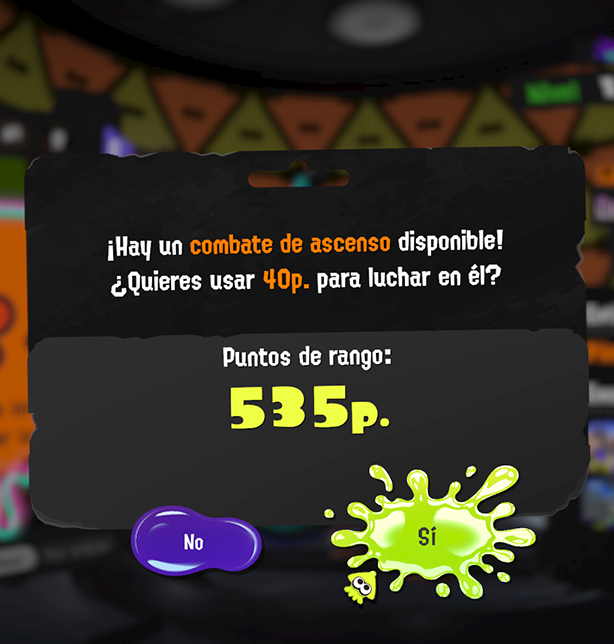 ¡Hay un combate de ascenso disponible!
¿Quieres usar 40p. para luchar en él?
Puntos de rango:
535p.
No
Sí